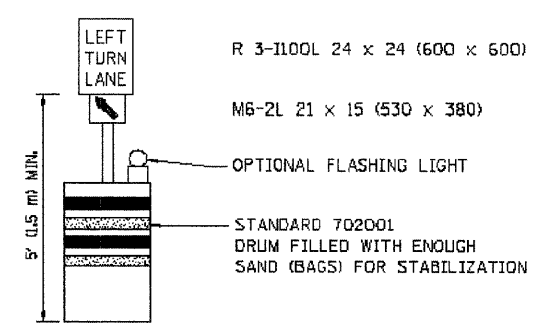 LEFT
TURN
LANE
R 3-I100L 24 x 24 (600 x 600)
M6-2L 21 x 15 (530 x 380)
OPTIONAL FLASHING LIGHT
5' (1.5 m) MIN.
STANDARD 702001
DRUM FILLED WITH ENOUGH
SAND (BAGS) FOR STABILIZATION